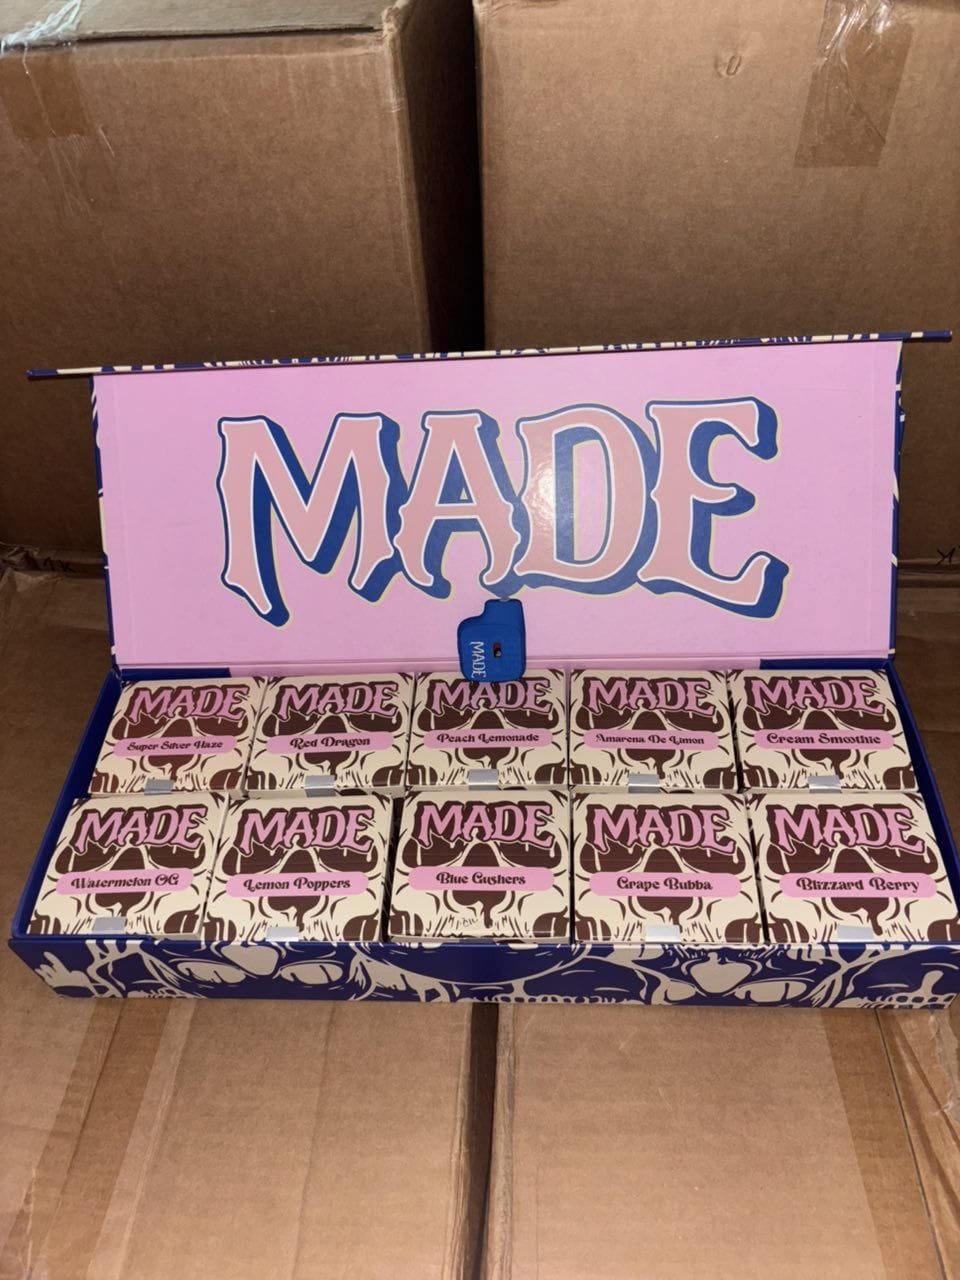 MADE
MADE
MADE
Super Silver Haze
MADE
Red Dragon
MADE
Peach Lemonade
MADE
Amarena De Limon
MADE
Cream Smoothie
MADE
Watermelon OG
MADE
Lemon Poppers
MADE
Blue Gushers
MADE
Grape Bubba
MADE
Blizzard Berry